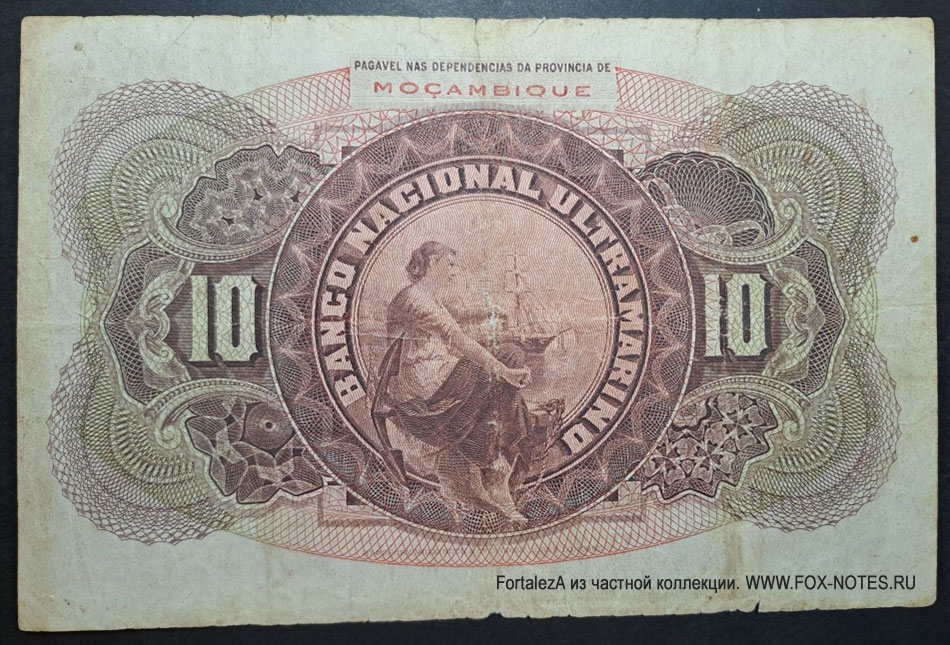 PAGAVEL NAS DEPENDENCIAS DA PROVINCIA DE
MOÇAMBIQUE
BANCO NACIONAL ULTRAMARINO
10 10
FortalezA из частной коллекции. WWW.FOX-NOTES.RU